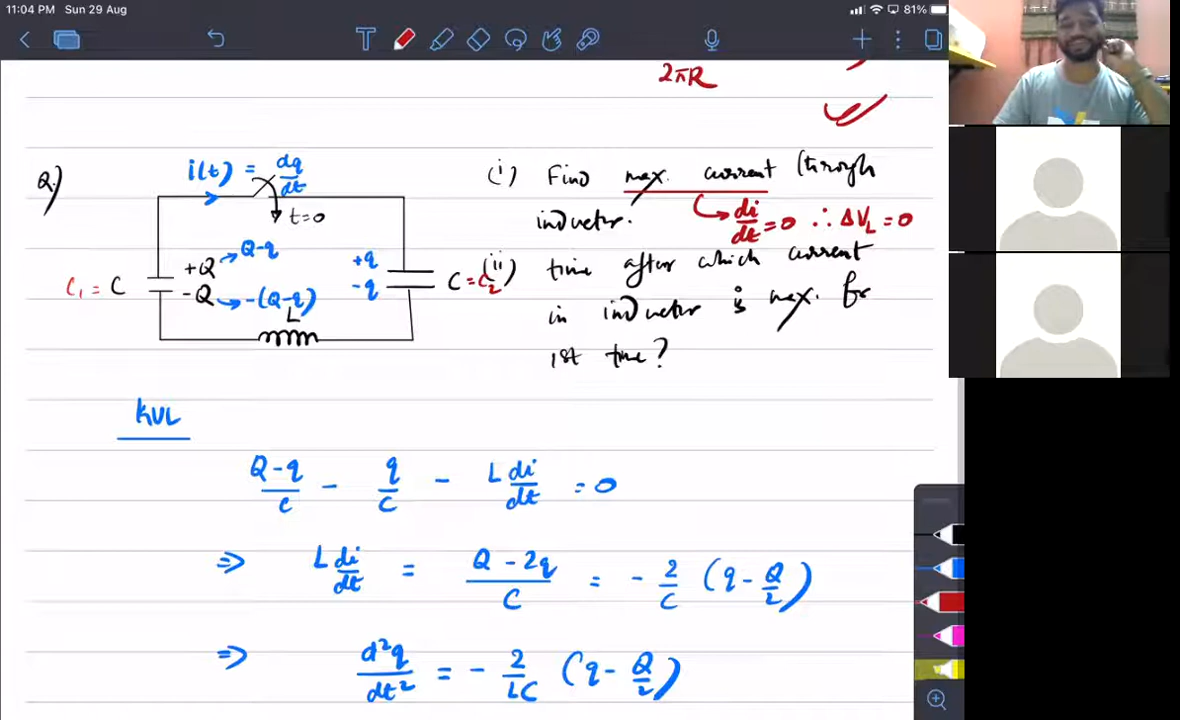 11:04 PM Sun 29 Aug 81%
T
2πR
Q)
i(t) = dq/dt
t=0
+Q → Q-q
-Q → -(Q-q)
C₁ = C
+q
-q
C = C₂
L
(i) Find max. current through
inductor. ↳ di/dt = 0 ∴ ΔV_L = 0
(ii) time after which current
in inductor is max. for
1st time?
KVL
(Q-q)/C - q/C - L di/dt = 0
⇒ L di/dt = (Q-2q)/C = - 2/C (q - Q/2)
⇒ d²q/dt² = - 2/LC (q - Q/2)